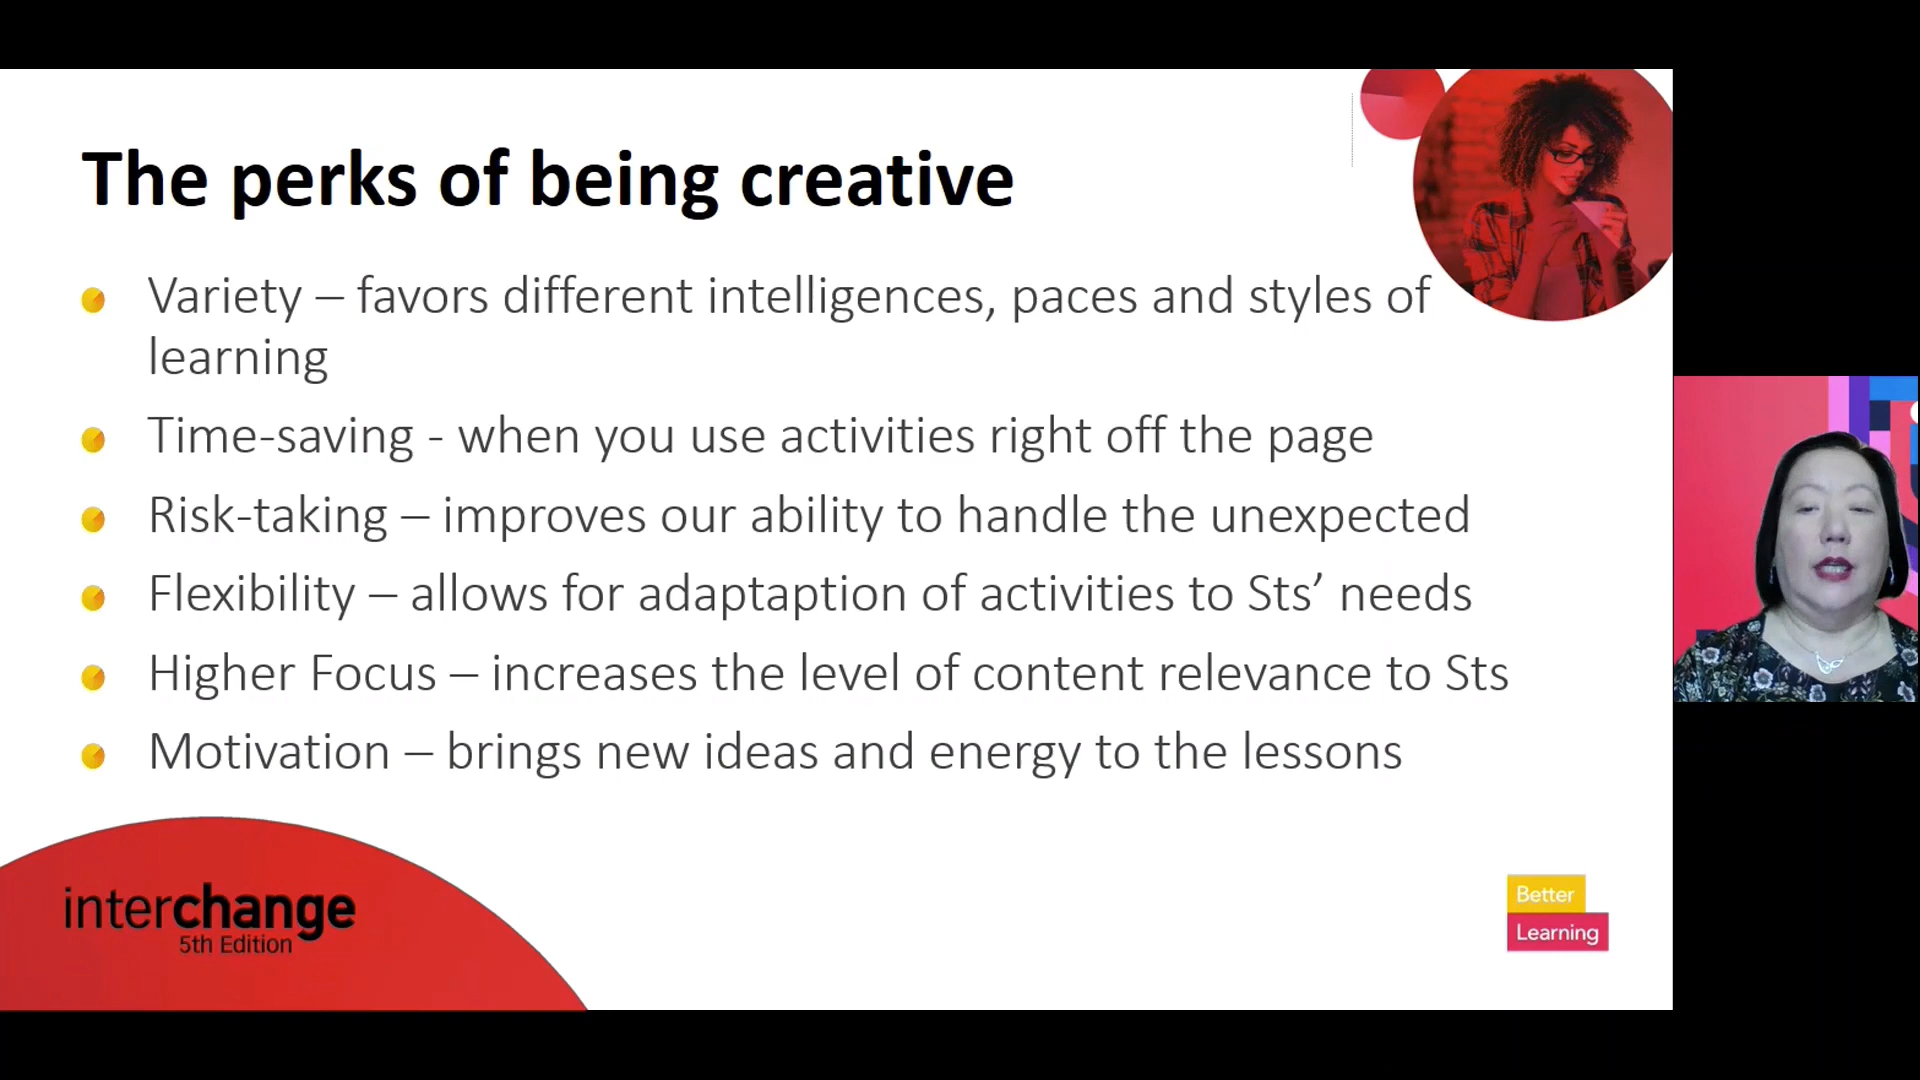 The perks of being creative
Variety – favors different intelligences, paces and styles of
learning
Time-saving - when you use activities right off the page
Risk-taking – improves our ability to handle the unexpected
Flexibility – allows for adaptaption of activities to Sts’ needs
Higher Focus – increases the level of content relevance to Sts
Motivation – brings new ideas and energy to the lessons
interchange
5th Edition
Better
Learning